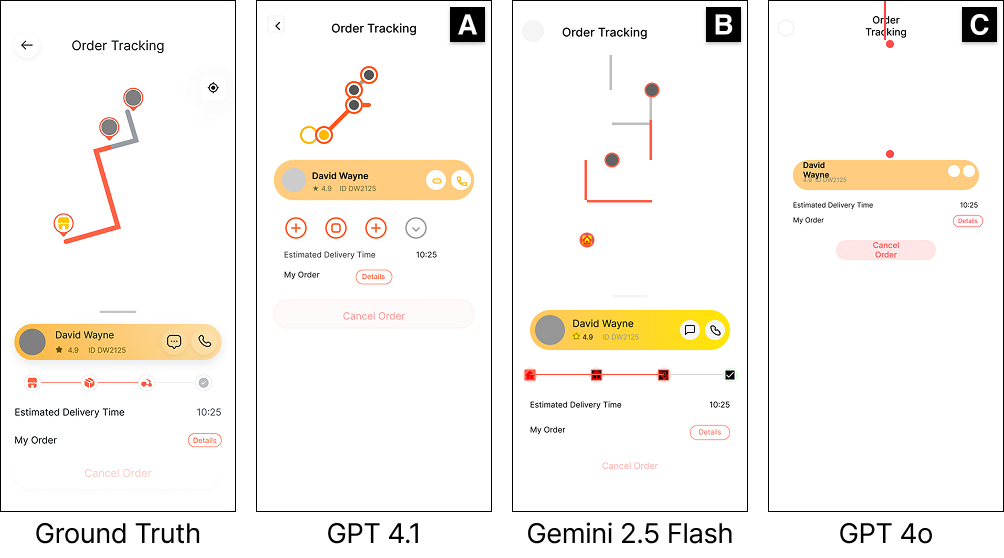 Order Tracking
David Wayne
4.9 ID DW2125
Estimated Delivery Time 10:25
My Order Details
Cancel Order
Ground Truth
A
Order Tracking
David Wayne
4.9 ID DW2125
Estimated Delivery Time 10:25
My Order Details
Cancel Order
GPT 4.1
B
Order Tracking
David Wayne
4.9 ID DW2125
Estimated Delivery Time 10:25
My Order Details
Cancel Order
Gemini 2.5 Flash
C
Order
Tracking
David
Wayne
4.9 ID DW2125
Estimated Delivery Time 10:25
My Order Details
Cancel
Order
GPT 4o